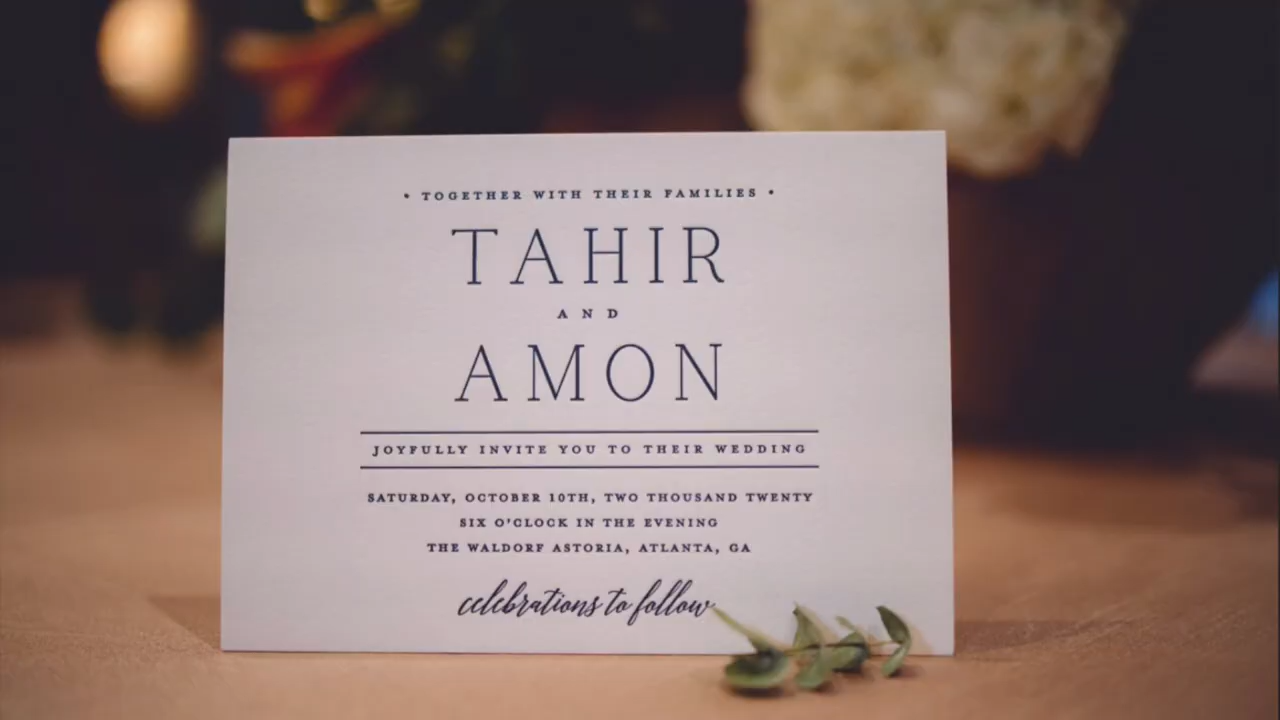 • TOGETHER WITH THEIR FAMILIES •
TAHIR
AND
AMON
JOYFULLY INVITE YOU TO THEIR WEDDING
SATURDAY, OCTOBER 10TH, TWO THOUSAND TWENTY
SIX O'CLOCK IN THE EVENING
THE WALDORF ASTORIA, ATLANTA, GA
celebrations to follow